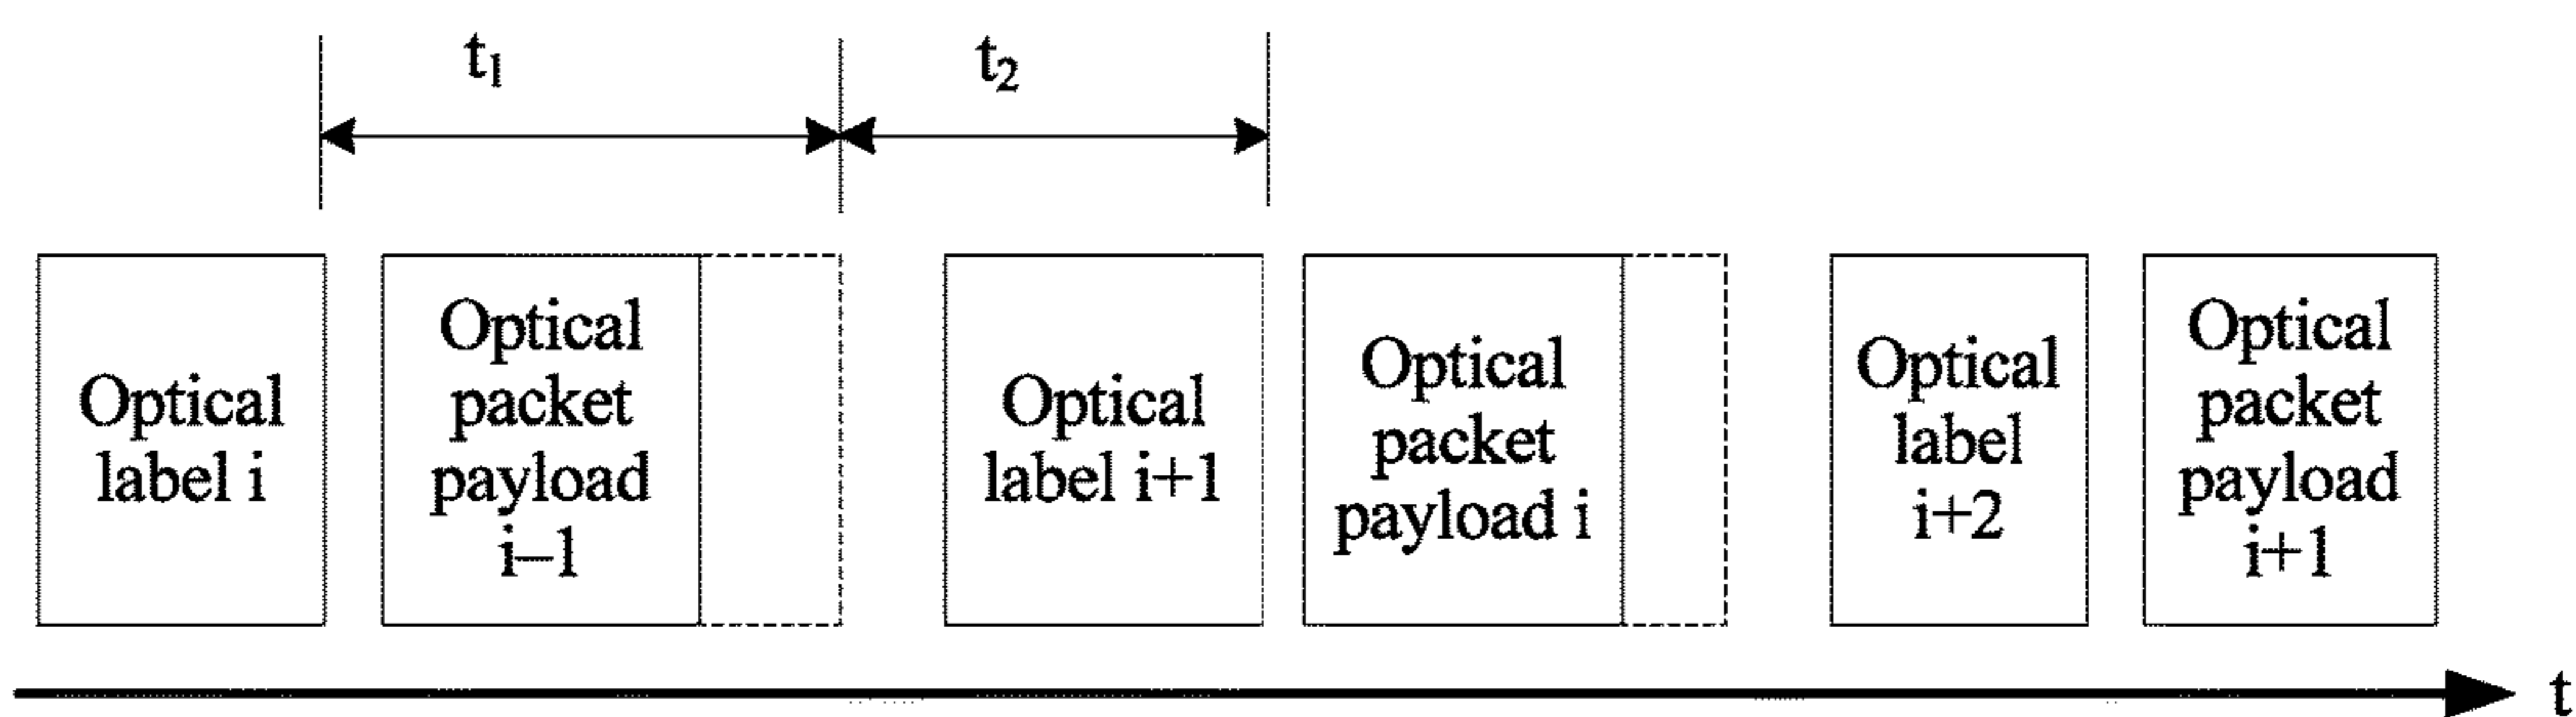 t₁
t₂
Optical
label i
Optical
packet
payload
i–1
Optical
label i+1
Optical
packet
payload i
Optical
label
i+2
Optical
packet
payload
i+1
t